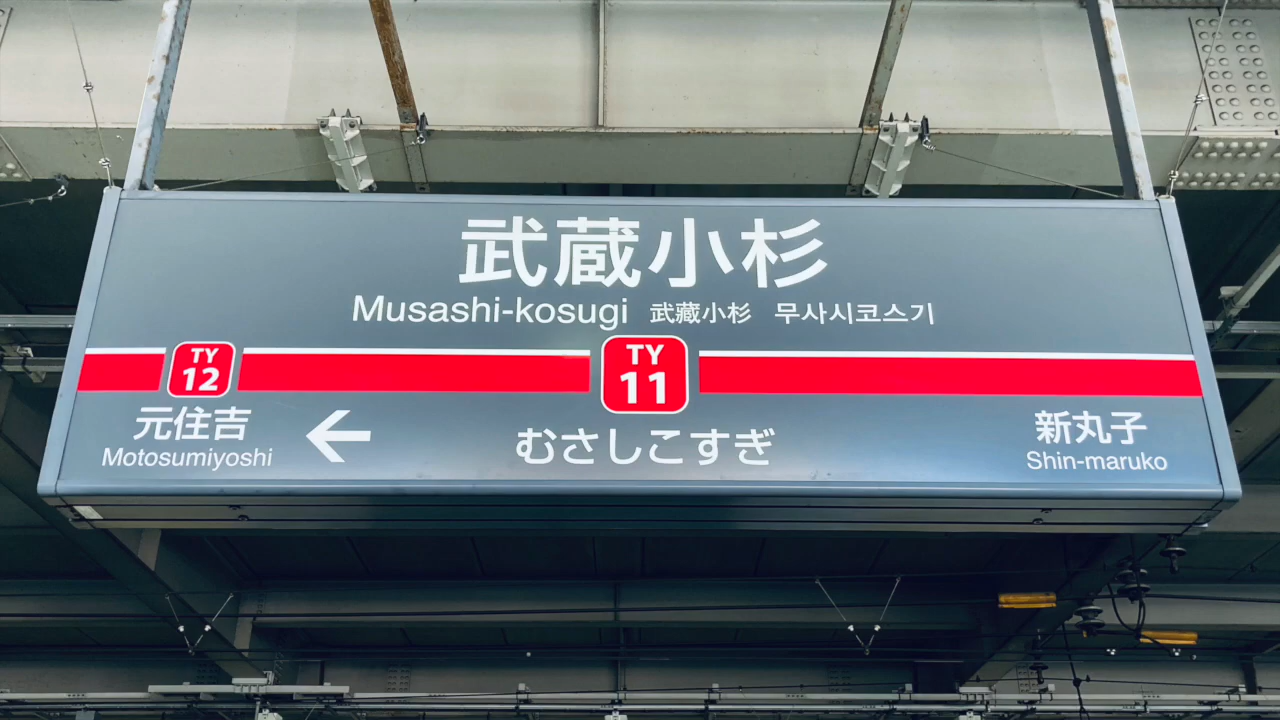 武蔵小杉
Musashi-kosugi 武藏小杉 무사시코스기
TY 12
TY 11
元住吉
Motosumiyoshi
←
むさしこすぎ
新丸子
Shin-maruko